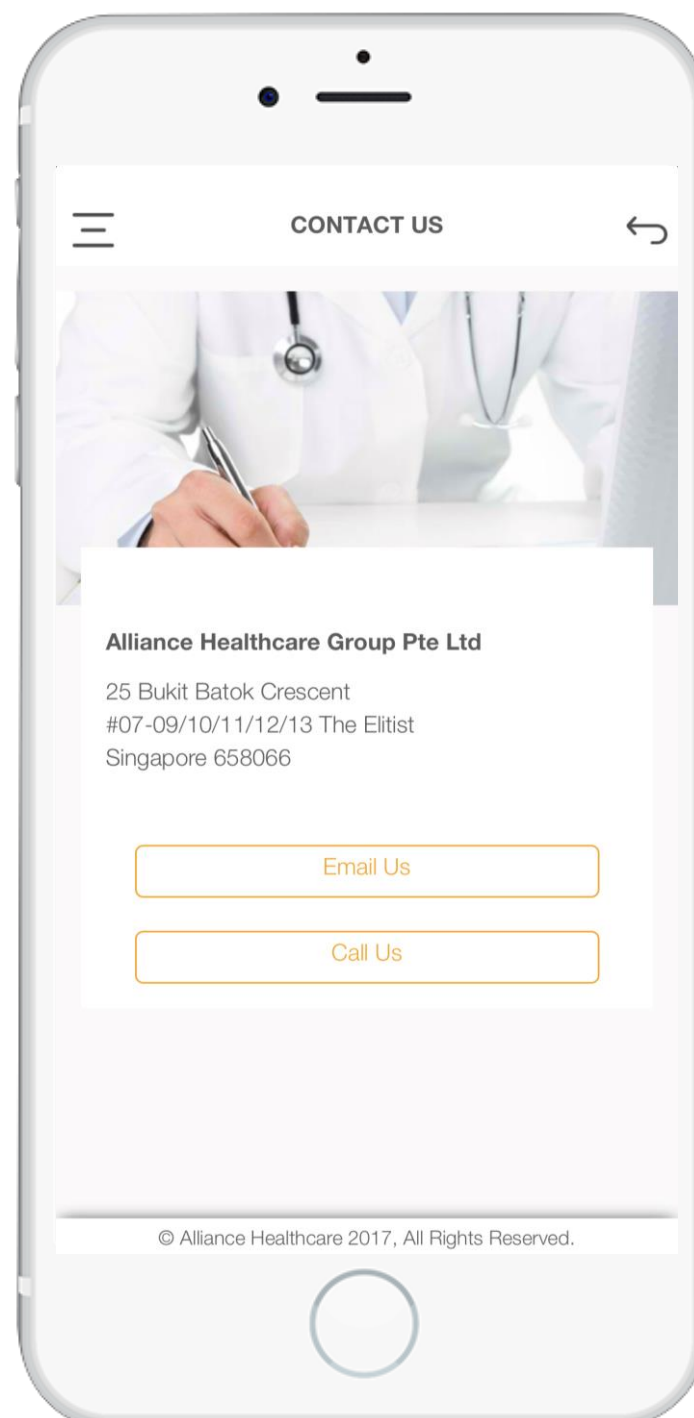 CONTACT US
Alliance Healthcare Group Pte Ltd
25 Bukit Batok Crescent
#07-09/10/11/12/13 The Elitist
Singapore 658066
Email Us
Call Us
© Alliance Healthcare 2017, All Rights Reserved.